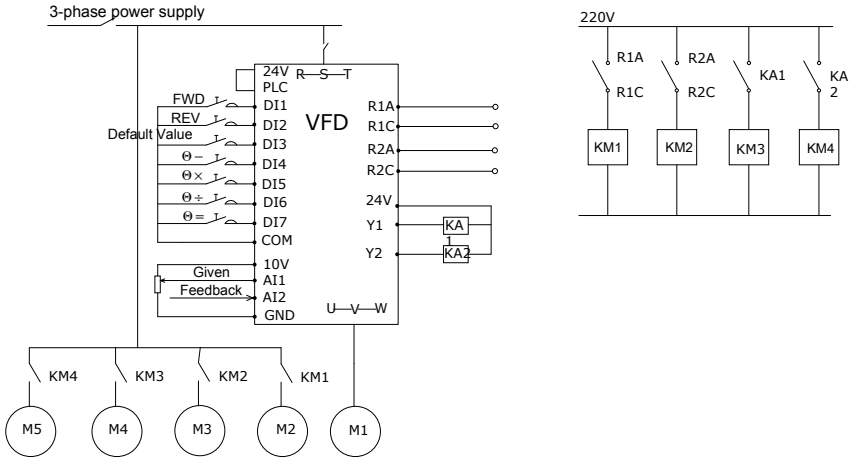 3-phase power supply
24V
R S T
PLC
FWD
DI1
REV
DI2
Default Value
DI3
Θ−
DI4
Θ×
DI5
Θ÷
DI6
Θ=
DI7
COM
10V
Given
AI1
Feedback
AI2
GND
VFD
R1A
R1C
R2A
R2C
24V
Y1
KA
1
Y2
KA2
U V W
KM4
KM3
KM2
KM1
M5
M4
M3
M2
M1
220V
R1A
R1C
R2A
R2C
KA1
KA
2
KM1
KM2
KM3
KM4